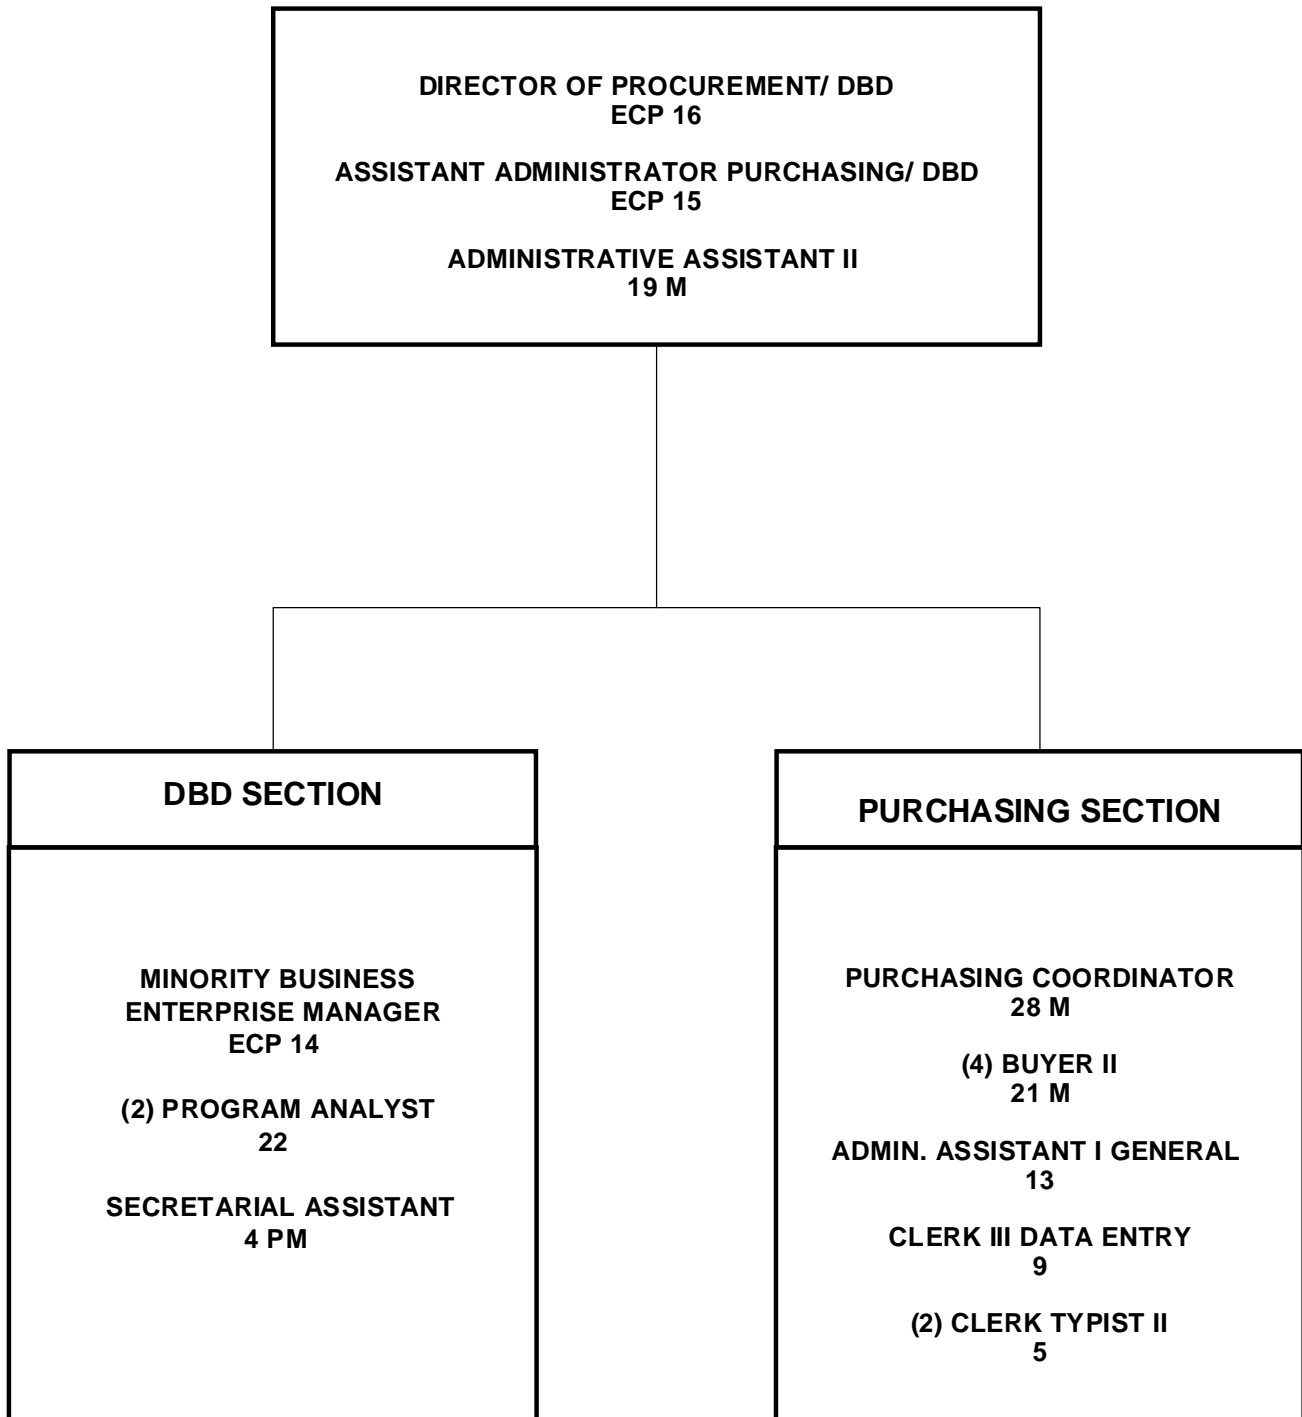 DIRECTOR OF PROCUREMENT/ DBD
ECP 16
ASSISTANT ADMINISTRATOR PURCHASING/ DBD
ECP 15
ADMINISTRATIVE ASSISTANT II
19 M
DBD SECTION
MINORITY BUSINESS
ENTERPRISE MANAGER
ECP 14
(2) PROGRAM ANALYST
22
SECRETARIAL ASSISTANT
4 PM
PURCHASING SECTION
PURCHASING COORDINATOR
28 M
(4) BUYER II
21 M
ADMIN. ASSISTANT I GENERAL
13
CLERK III DATA ENTRY
9
(2) CLERK TYPIST II
5